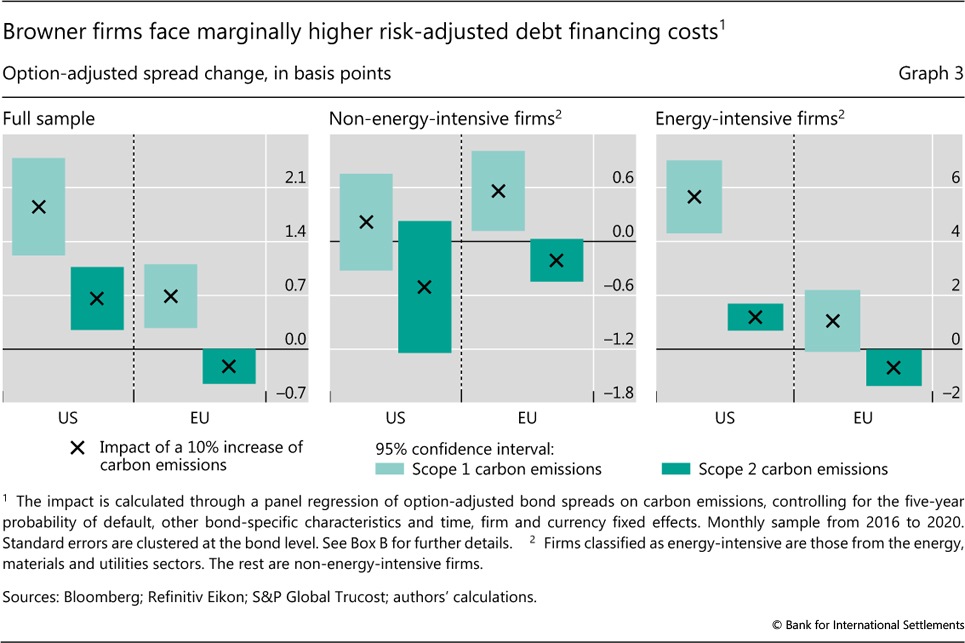 Browner firms face marginally higher risk-adjusted debt financing costs1
Option-adjusted spread change, in basis points
Graph 3
Full sample
2.1
1.4
0.7
0.0
–0.7
US
EU
Non-energy-intensive firms2
0.6
0.0
–0.6
–1.2
–1.8
US
EU
Energy-intensive firms2
6
4
2
0
–2
US
EU
Impact of a 10% increase of
carbon emissions
95% confidence interval:
Scope 1 carbon emissions
Scope 2 carbon emissions
1 The impact is calculated through a panel regression of option-adjusted bond spreads on carbon emissions, controlling for the five-year
probability of default, other bond-specific characteristics and time, firm and currency fixed effects. Monthly sample from 2016 to 2020.
Standard errors are clustered at the bond level. See Box B for further details. 2 Firms classified as energy-intensive are those from the energy,
materials and utilities sectors. The rest are non-energy-intensive firms.
Sources: Bloomberg; Refinitiv Eikon; S&P Global Trucost; authors’ calculations.
© Bank for International Settlements